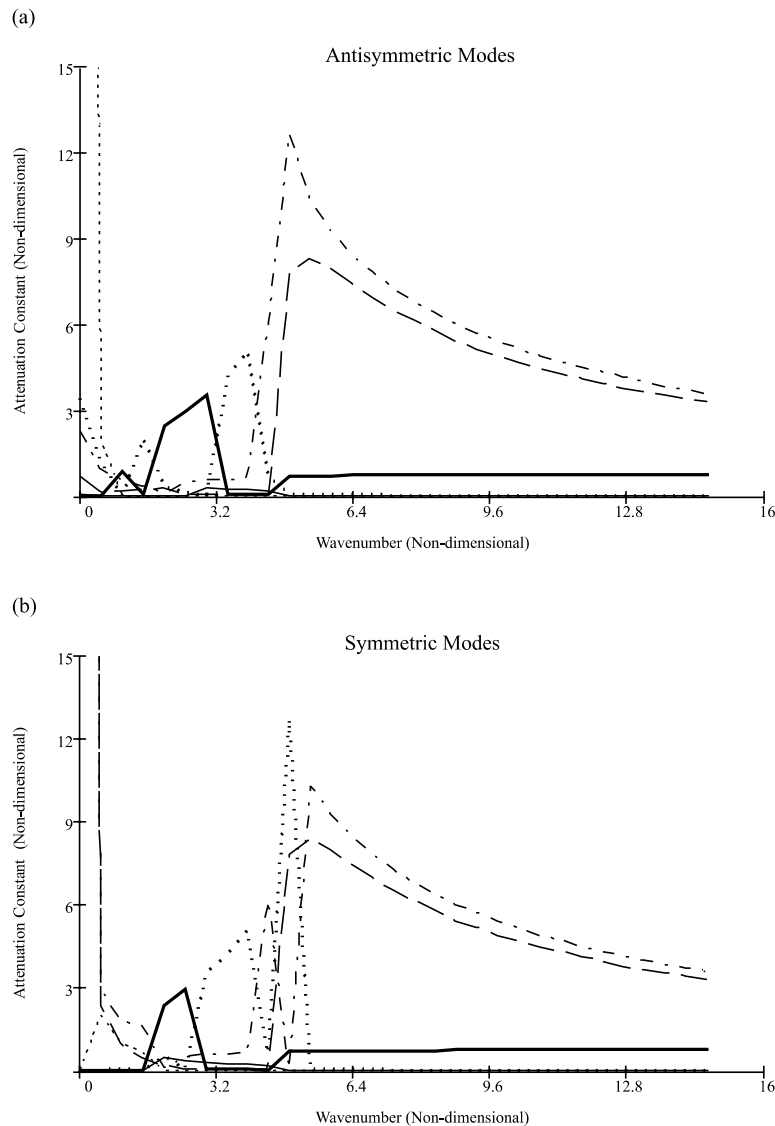 (a)
Antisymmetric Modes
15
12
9
6
3
Attenuation Constant (Non-dimensional)
0 3.2 6.4 9.6 12.8 16
Wavenumber (Non-dimensional)
(b)
Symmetric Modes
15
12
9
6
3
Attenuation Constant (Non-dimensional)
0 3.2 6.4 9.6 12.8 16
Wavenumber (Non-dimensional)